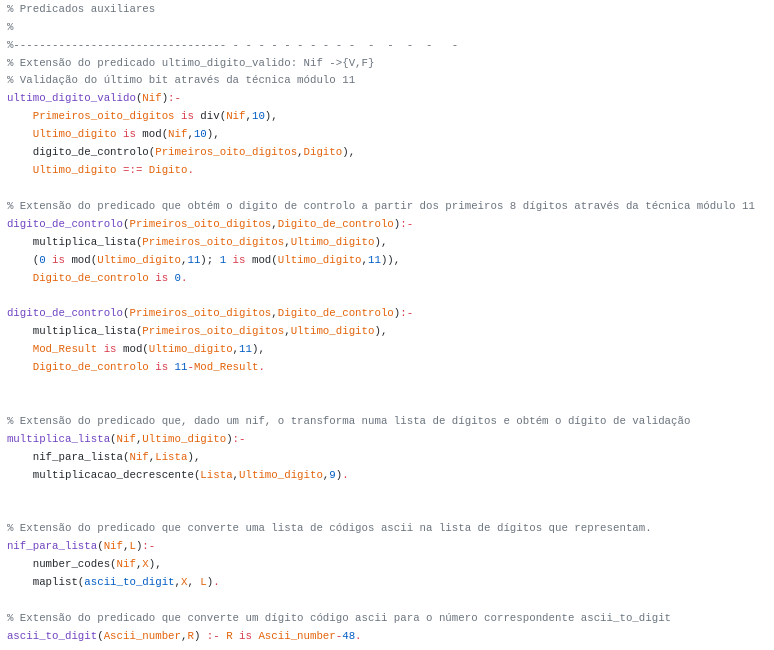 % Predicados auxiliares
%
%--------------------------------- - - - - - - - - - -  -  -  -  -   -
% Extensão do predicado ultimo_digito_valido: Nif ->{V,F}
% Validação do último bit através da técnica módulo 11
ultimo_digito_valido(Nif):-
    Primeiros_oito_digitos is div(Nif,10),
    Ultimo_digito is mod(Nif,10),
    digito_de_controlo(Primeiros_oito_digitos,Digito),
    Ultimo_digito =:= Digito.
% Extensão do predicado que obtém o digito de controlo a partir dos primeiros 8 dígitos através da técnica módulo 11
digito_de_controlo(Primeiros_oito_digitos,Digito_de_controlo):-
    multiplica_lista(Primeiros_oito_digitos,Ultimo_digito),
    (0 is mod(Ultimo_digito,11); 1 is mod(Ultimo_digito,11)),
    Digito_de_controlo is 0.
digito_de_controlo(Primeiros_oito_digitos,Digito_de_controlo):-
    multiplica_lista(Primeiros_oito_digitos,Ultimo_digito),
    Mod_Result is mod(Ultimo_digito,11),
    Digito_de_controlo is 11-Mod_Result.
% Extensão do predicado que, dado um nif, o transforma numa lista de dígitos e obtém o dígito de validação
multiplica_lista(Nif,Ultimo_digito):-
    nif_para_lista(Nif,Lista),
    multiplicacao_decrescente(Lista,Ultimo_digito,9).
% Extensão do predicado que converte uma lista de códigos ascii na lista de dígitos que representam.
nif_para_lista(Nif,L):-
    number_codes(Nif,X),
    maplist(ascii_to_digit,X, L).
% Extensão do predicado que converte um dígito código ascii para o número correspondente ascii_to_digit
ascii_to_digit(Ascii_number,R) :- R is Ascii_number-48.